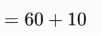 = 60 + 10